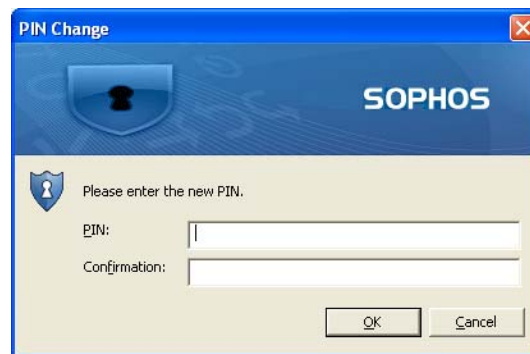 PIN Change
SOPHOS
Please enter the new PIN.
PIN:
Confirmation:
OK
Cancel